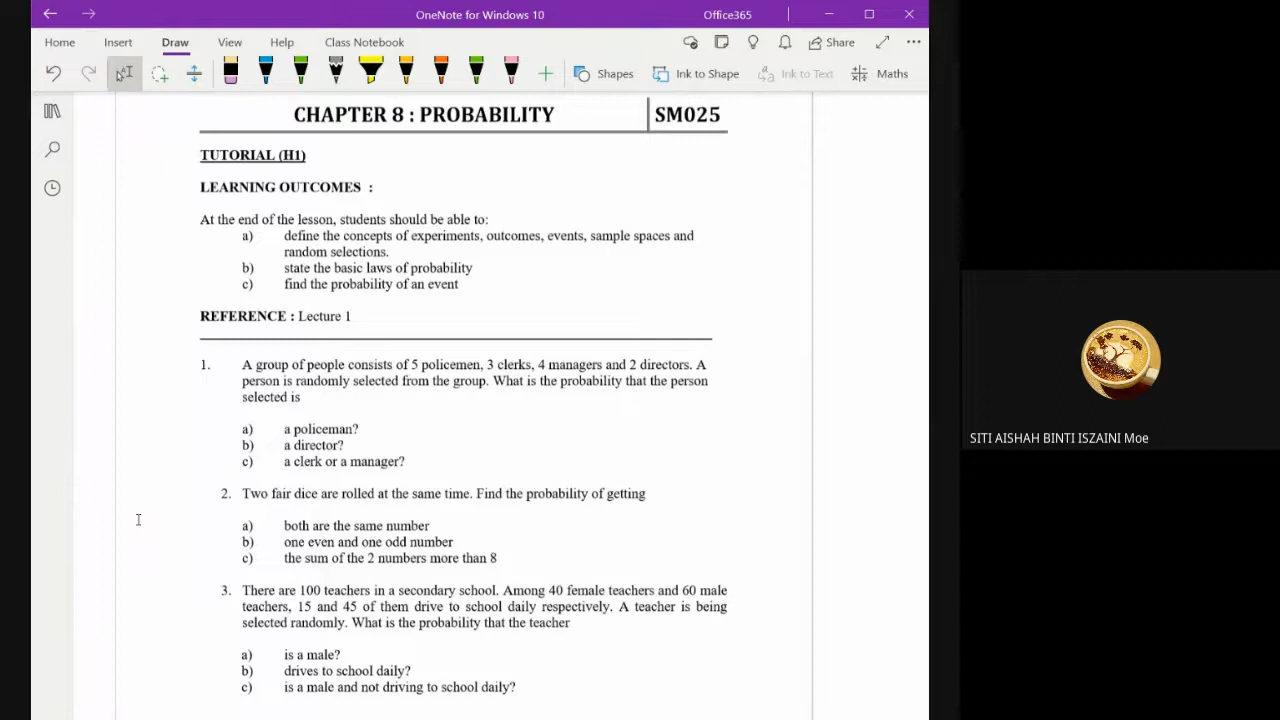 OneNote for Windows 10
Office365
Home
Insert
Draw
View
Help
Class Notebook
Share
Shapes
Ink to Shape
Ink to Text
Maths
CHAPTER 8 : PROBABILITY
SM025
TUTORIAL (H1)
LEARNING OUTCOMES :
At the end of the lesson, students should be able to:
a) define the concepts of experiments, outcomes, events, sample spaces and
random selections.
b) state the basic laws of probability
c) find the probability of an event
REFERENCE : Lecture 1
1. A group of people consists of 5 policemen, 3 clerks, 4 managers and 2 directors. A
person is randomly selected from the group. What is the probability that the person
selected is
a) a policeman?
b) a director?
c) a clerk or a manager?
2. Two fair dice are rolled at the same time. Find the probability of getting
a) both are the same number
b) one even and one odd number
c) the sum of the 2 numbers more than 8
3. There are 100 teachers in a secondary school. Among 40 female teachers and 60 male
teachers, 15 and 45 of them drive to school daily respectively. A teacher is being
selected randomly. What is the probability that the teacher
a) is a male?
b) drives to school daily?
c) is a male and not driving to school daily?
SITI AISHAH BINTI ISZAINI Moe